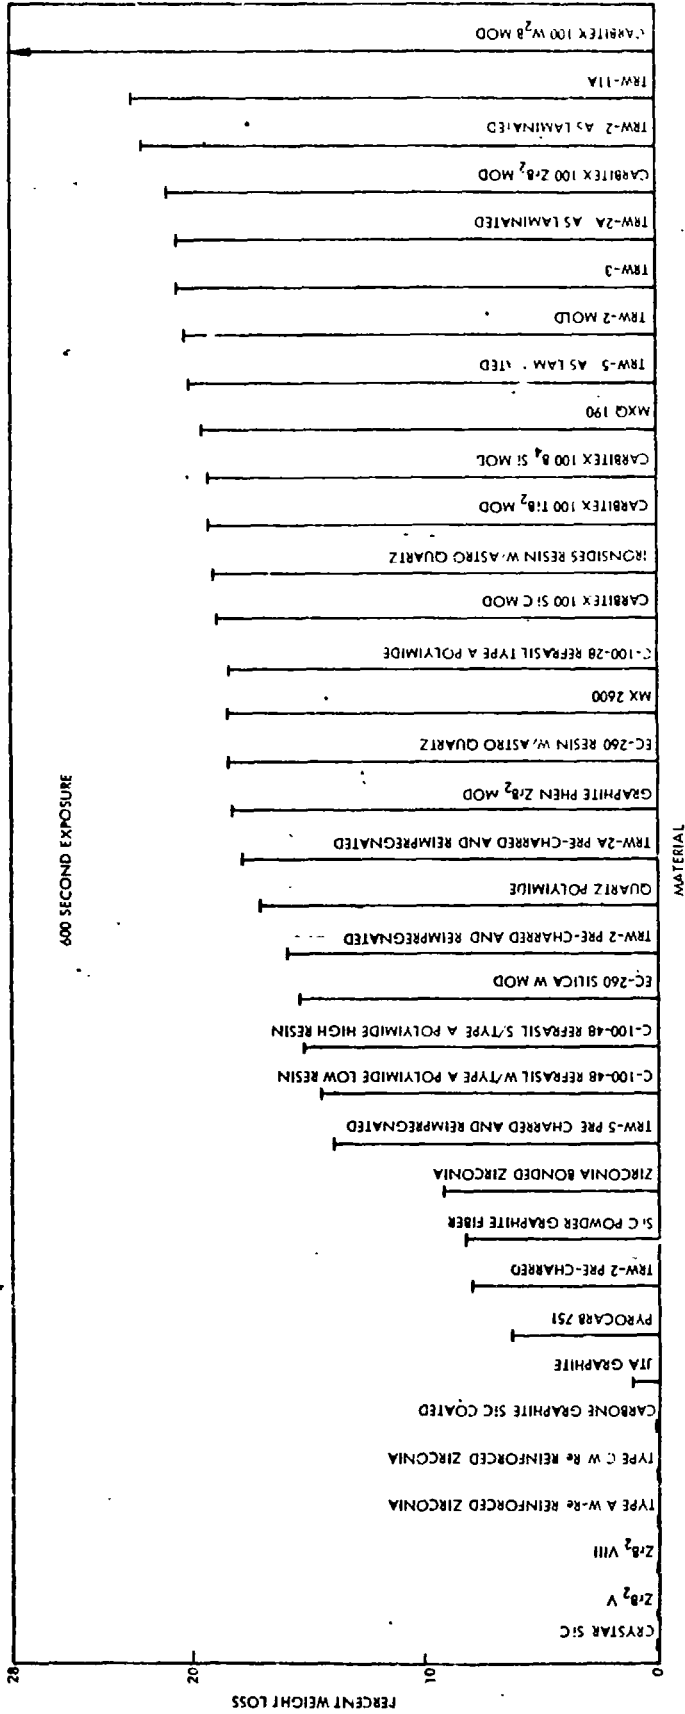 600 SECOND EXPOSURE
PERCENT WEIGHT LOSS
28
20
10
0
CRYSTAR SiC
ZrB2 V
ZrB2 VIII
TYPE A W-Re REINFORCED ZIRCONIA
TYPE C W Re REINFORCED ZIRCONIA
CARBONE GRAPHITE SiC COATED
JTA GRAPHITE
PYROCARB 751
TRW-2 PRE-CHARRED
SiC POWDER GRAPHITE FIBER
ZIRCONIA BONDED ZIRCONIA
TRW-5 PRE CHARRED AND REIMPREGNATED
C-100-48 REFRASIL W/TYPE A POLYIMIDE LOW RESIN
C-100-48 REFRASIL S/TYPE A POLYIMIDE HIGH RESIN
EC-260 SILICA W MOD
TRW-2 PRE-CHARRED AND REIMPREGNATED
QUARTZ POLYIMIDE
TRW-2A PRE-CHARRED AND REIMPREGNATED
GRAPHITE PHEN ZrB2 MOD
EC-260 RESIN W/ASTRO QUARTZ
MX 2600
C-100-28 REFRASIL TYPE A POLYIMIDE
CARBITEX 100 SiC MOD
IRONSIDES RESIN W/ASTRO QUARTZ
CARBITEX 100 TiB2 MOD
CARBITEX 100 B4 Si MOD
MXQ 190
TRW-5 AS LAM ATED
TRW-2 MOLD
TRW-3
TRW-2A AS LAMINATED
CARBITEX 100 ZrB2 MOD
TRW-2 AS LAMINATED
TRW-11A
CARBITEX 100 W2B MOD
MATERIAL